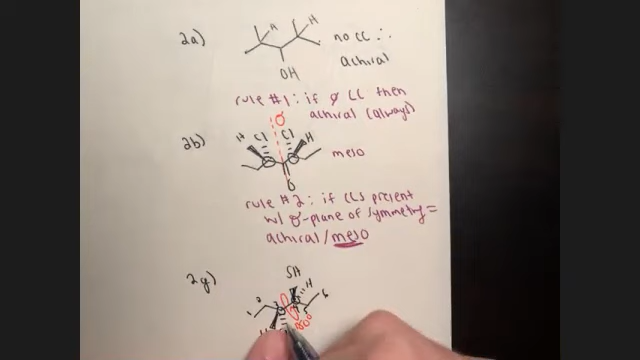 2a)
H
H
no CC ∴
achiral
OH
rule #1: if ∅ CC then
achiral (always)
σ
2b)
H Cl Cl H
meso
O
rule #2: if CCs present
w/ σ-plane of symmetry =
achiral/meso
2g)
SH
H
180°